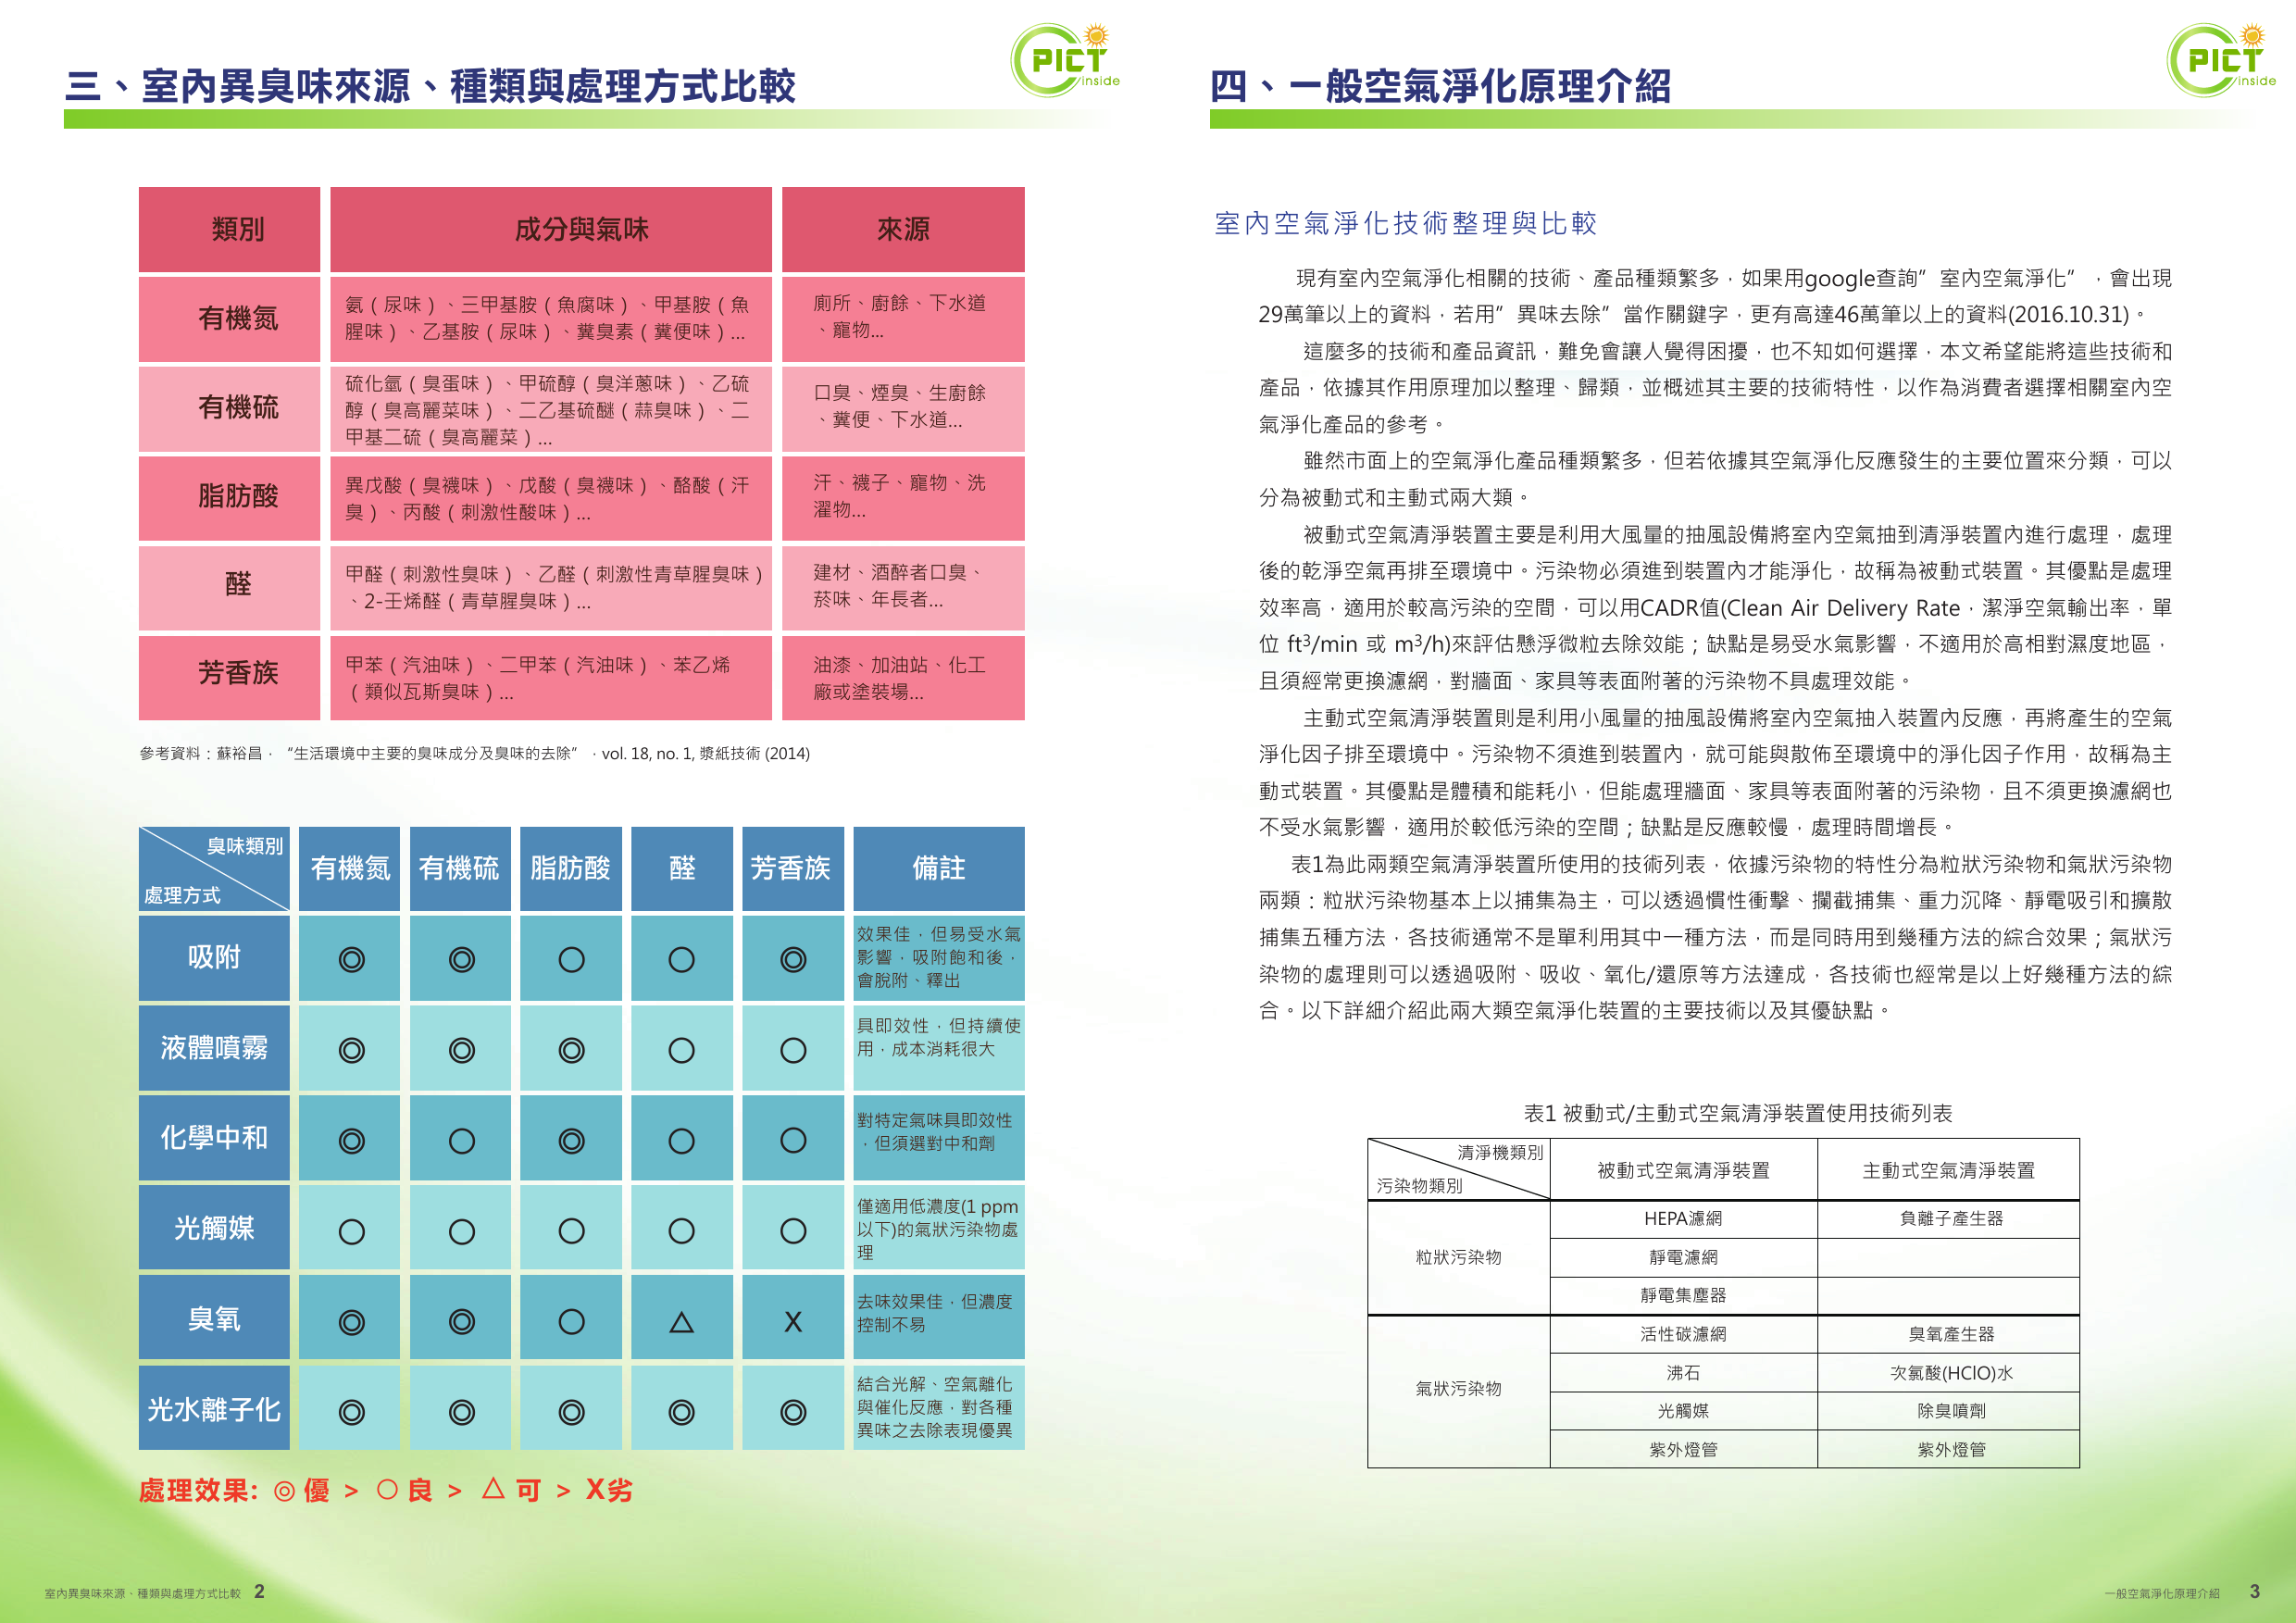 三、室內異臭味來源、種類與處理方式比較
PICT
inside
類別
成分與氣味
來源
有機氮
氨(尿味)、三甲基胺(魚腐味)、甲基胺(魚
腥味)、乙基胺(尿味)、糞臭素(糞便味)...
廁所、廚餘、下水道
、寵物...
有機硫
硫化氫(臭蛋味)、甲硫醇(臭洋蔥味)、乙硫
醇(臭高麗菜味)、二乙基硫醚(蒜臭味)、二
甲基二硫(臭高麗菜)...
口臭、煙臭、生廚餘
、糞便、下水道...
脂肪酸
異戊酸(臭襪味)、戊酸(臭襪味)、酪酸(汗
臭)、丙酸(刺激性酸味)...
汗、襪子、寵物、洗
濯物...
醛
甲醛(刺激性臭味)、乙醛(刺激性青草腥臭味)
、2-壬烯醛(青草腥臭味)...
建材、酒醉者口臭、
菸味、年長者...
芳香族
甲苯(汽油味)、二甲苯(汽油味)、苯乙烯
(類似瓦斯臭味)...
油漆、加油站、化工
廠或塗裝場...
參考資料:蘇裕昌,“生活環境中主要的臭味成分及臭味的去除”,vol. 18, no. 1, 漿紙技術 (2014)
臭味類別
處理方式
有機氮
有機硫
脂肪酸
醛
芳香族
備註
吸附
◎ ◎ ○ ○ ◎
效果佳,但易受水氣
影響,吸附飽和後,
會脫附、釋出
液體噴霧
◎ ◎ ◎ ○ ○
具即效性,但持續使
用,成本消耗很大
化學中和
◎ ○ ◎ ○ ○
對特定氣味具即效性
,但須選對中和劑
光觸媒
○ ○ ○ ○ ○
僅適用低濃度(1 ppm
以下)的氣狀污染物處
理
臭氧
◎ ◎ ○ △ X
去味效果佳,但濃度
控制不易
光水離子化
◎ ◎ ◎ ◎ ◎
結合光解、空氣離化
與催化反應,對各種
異味之去除表現優異
處理效果: ◎ 優 > ○ 良 > △ 可 > X劣
室內異臭味來源、種類與處理方式比較 2
四、一般空氣淨化原理介紹
PICT
inside
室內空氣淨化技術整理與比較
現有室內空氣淨化相關的技術、產品種類繁多,如果用google查詢”室內空氣淨化”,會出現
29萬筆以上的資料,若用”異味去除”當作關鍵字,更有高達46萬筆以上的資料(2016.10.31)。
這麼多的技術和產品資訊,難免會讓人覺得困擾,也不知如何選擇,本文希望能將這些技術和
產品,依據其作用原理加以整理、歸類,並概述其主要的技術特性,以作為消費者選擇相關室內空
氣淨化產品的參考。
雖然市面上的空氣淨化產品種類繁多,但若依據其空氣淨化反應發生的主要位置來分類,可以
分為被動式和主動式兩大類。
被動式空氣清淨裝置主要是利用大風量的抽風設備將室內空氣抽到清淨裝置內進行處理,處理
後的乾淨空氣再排至環境中。污染物必須進到裝置內才能淨化,故稱為被動式裝置。其優點是處理
效率高,適用於較高污染的空間,可以用CADR值(Clean Air Delivery Rate,潔淨空氣輸出率,單
位 ft³/min 或 m³/h)來評估懸浮微粒去除效能;缺點是易受水氣影響,不適用於高相對濕度地區,
且須經常更換濾網,對牆面、家具等表面附著的污染物不具處理效能。
主動式空氣清淨裝置則是利用小風量的抽風設備將室內空氣抽入裝置內反應,再將產生的空氣
淨化因子排至環境中。污染物不須進到裝置內,就可能與散佈至環境中的淨化因子作用,故稱為主
動式裝置。其優點是體積和能耗小,但能處理牆面、家具等表面附著的污染物,且不須更換濾網也
不受水氣影響,適用於較低污染的空間;缺點是反應較慢,處理時間增長。
表1為此兩類空氣清淨裝置所使用的技術列表,依據污染物的特性分為粒狀污染物和氣狀污染物
兩類:粒狀污染物基本上以捕集為主,可以透過慣性衝擊、攔截捕集、重力沉降、靜電吸引和擴散
捕集五種方法,各技術通常不是單利用其中一種方法,而是同時用到幾種方法的綜合效果;氣狀污
染物的處理則可以透過吸附、吸收、氧化/還原等方法達成,各技術也經常是以上好幾種方法的綜
合。以下詳細介紹此兩大類空氣淨化裝置的主要技術以及其優缺點。
表1 被動式/主動式空氣清淨裝置使用技術列表
清淨機類別
污染物類別
被動式空氣清淨裝置
主動式空氣清淨裝置
粒狀污染物
HEPA濾網
負離子產生器
靜電濾網
靜電集塵器
氣狀污染物
活性碳濾網
臭氧產生器
沸石
次氯酸(HClO)水
光觸媒
除臭噴劑
紫外燈管
紫外燈管
一般空氣淨化原理介紹 3